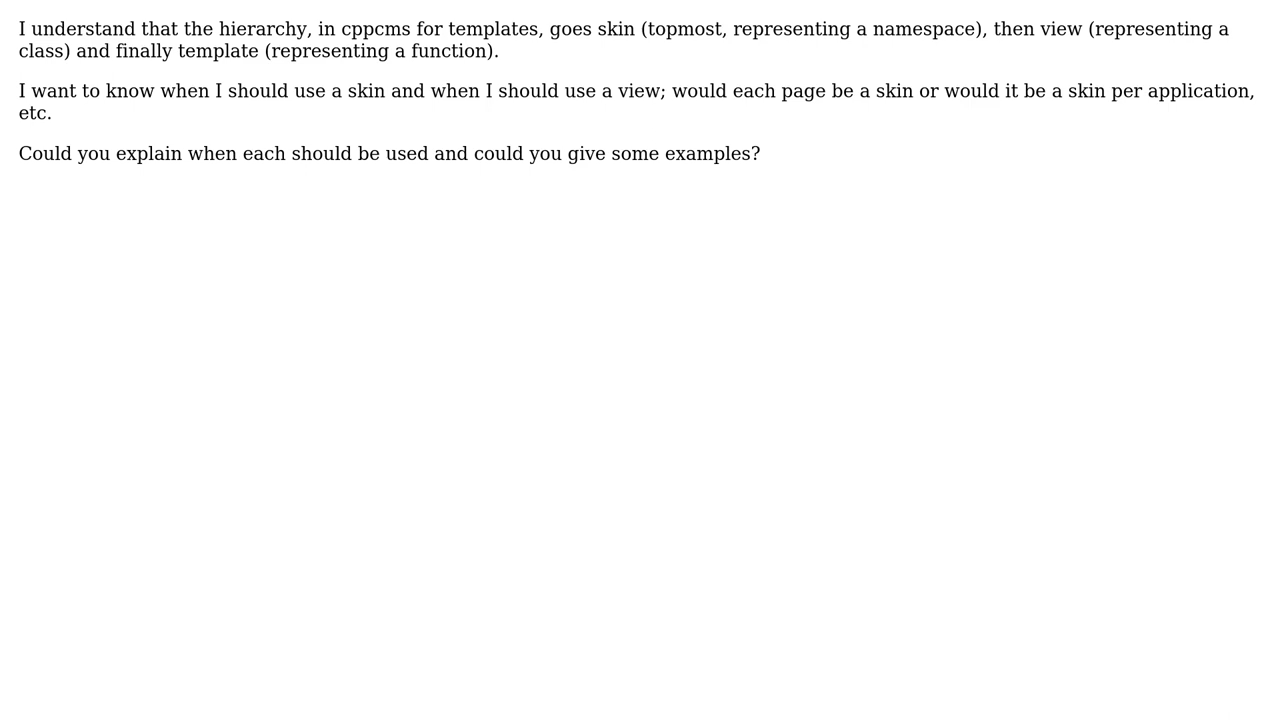 I understand that the hierarchy, in cppcms for templates, goes skin (topmost, representing a namespace), then view (representing a
class) and finally template (representing a function).
I want to know when I should use a skin and when I should use a view; would each page be a skin or would it be a skin per application,
etc.
Could you explain when each should be used and could you give some examples?